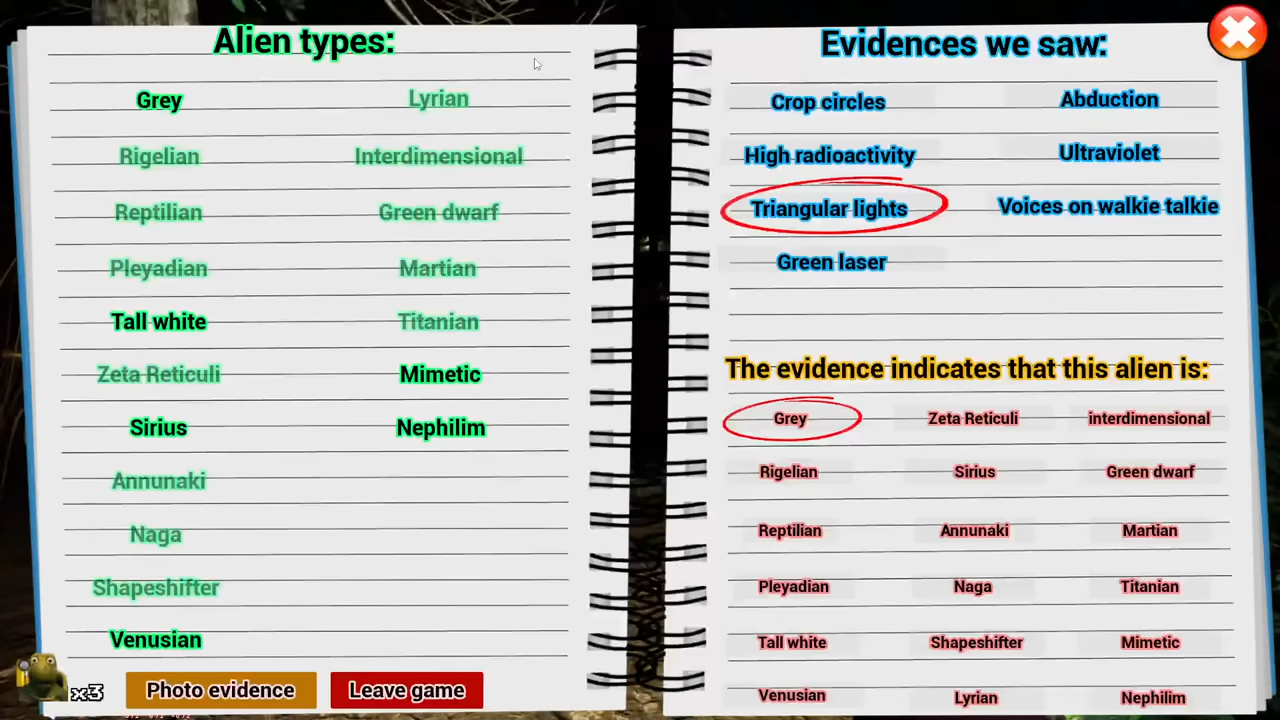 Alien types:
Grey
Lyrian
Rigelian
Interdimensional
Reptilian
Green dwarf
Pleyadian
Martian
Tall white
Titanian
Zeta Reticuli
Mimetic
Sirius
Nephilim
Annunaki
Naga
Shapeshifter
Venusian
x3
Photo evidence
Leave game
Evidences we saw:
Crop circles
Abduction
High radioactivity
Ultraviolet
Triangular lights
Voices on walkie talkie
Green laser
The evidence indicates that this alien is:
Grey
Zeta Reticuli
interdimensional
Rigelian
Sirius
Green dwarf
Reptilian
Annunaki
Martian
Pleyadian
Naga
Titanian
Tall white
Shapeshifter
Mimetic
Venusian
Lyrian
Nephilim